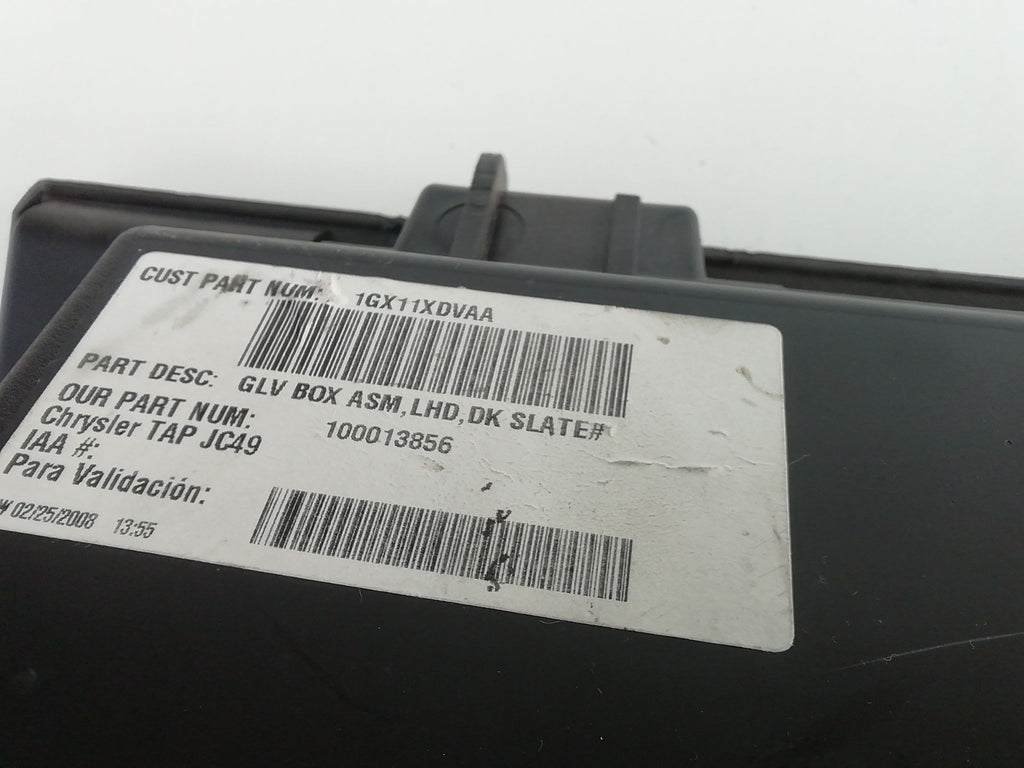 CUST PART NUM: 1GX11XDVAA
PART DESC: GLV BOX ASM,LHD,DK SLATE#
OUR PART NUM: 100013856
Chrysler TAP JC49
IAA #:
Para Validación:
02/25/2008 13:55